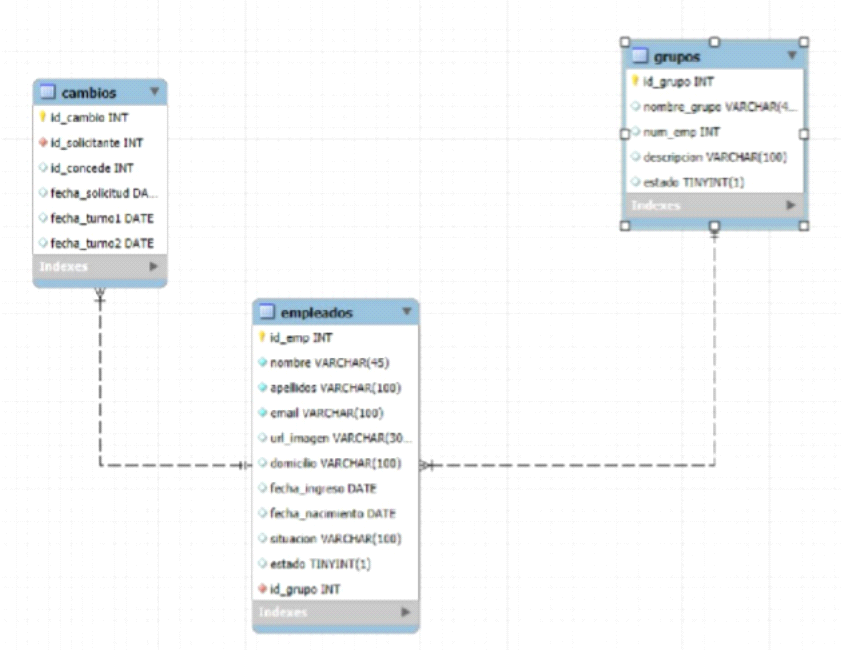 cambios
id_cambio INT
id_solicitante INT
id_concede INT
fecha_solicitud DA...
fecha_turno1 DATE
fecha_turno2 DATE
Indexes
grupos
id_grupo INT
nombre_grupo VARCHAR(4...
num_emp INT
descripcion VARCHAR(100)
estado TINYINT(1)
Indexes
empleados
id_emp INT
nombre VARCHAR(45)
apellidos VARCHAR(100)
email VARCHAR(100)
url_imagen VARCHAR(30...
domicilio VARCHAR(100)
fecha_ingreso DATE
fecha_nacimiento DATE
situacion VARCHAR(100)
estado TINYINT(1)
id_grupo INT
Indexes